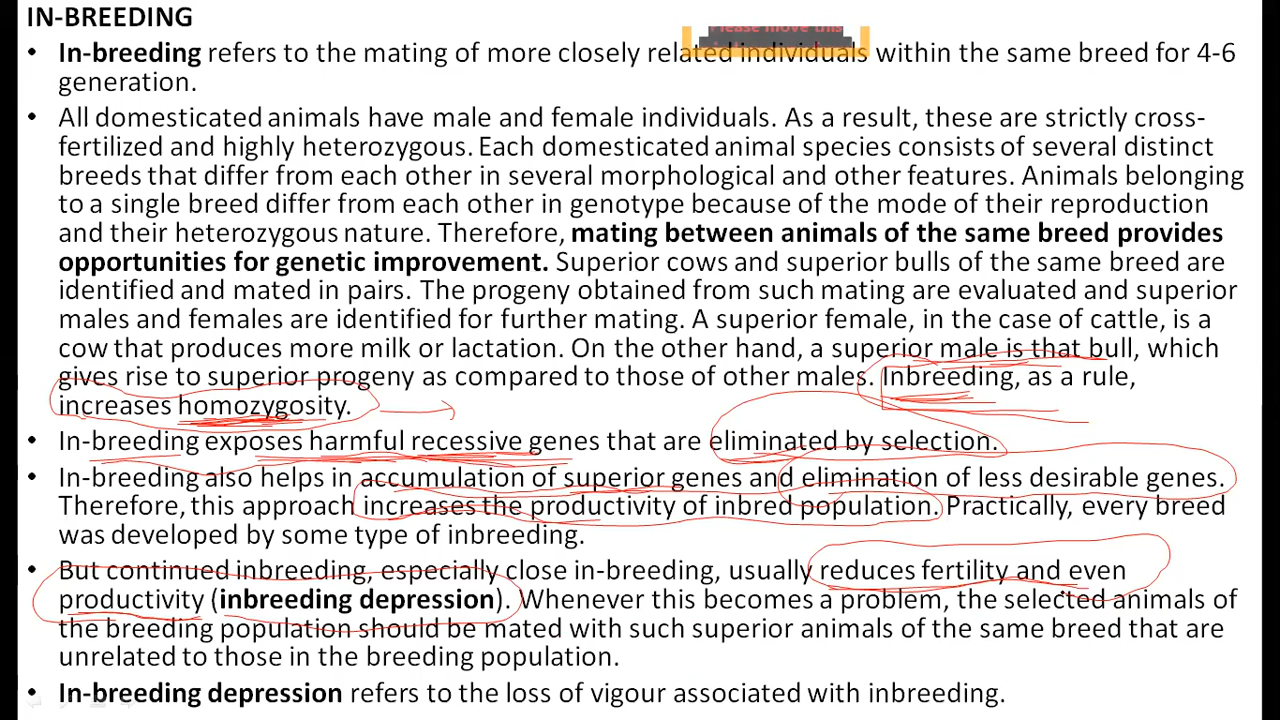 IN-BREEDING
Please move this
• In-breeding refers to the mating of more closely related individuals within the same breed for 4-6
generation.
• All domesticated animals have male and female individuals. As a result, these are strictly cross-
fertilized and highly heterozygous. Each domesticated animal species consists of several distinct
breeds that differ from each other in several morphological and other features. Animals belonging
to a single breed differ from each other in genotype because of the mode of their reproduction
and their heterozygous nature. Therefore, mating between animals of the same breed provides
opportunities for genetic improvement. Superior cows and superior bulls of the same breed are
identified and mated in pairs. The progeny obtained from such mating are evaluated and superior
males and females are identified for further mating. A superior female, in the case of cattle, is a
cow that produces more milk or lactation. On the other hand, a superior male is that bull, which
gives rise to superior progeny as compared to those of other males. Inbreeding, as a rule,
increases homozygosity.
• In-breeding exposes harmful recessive genes that are eliminated by selection.
• In-breeding also helps in accumulation of superior genes and elimination of less desirable genes.
Therefore, this approach increases the productivity of inbred population. Practically, every breed
was developed by some type of inbreeding.
• But continued inbreeding, especially close in-breeding, usually reduces fertility and even
productivity (inbreeding depression). Whenever this becomes a problem, the selected animals of
the breeding population should be mated with such superior animals of the same breed that are
unrelated to those in the breeding population.
• In-breeding depression refers to the loss of vigour associated with inbreeding.